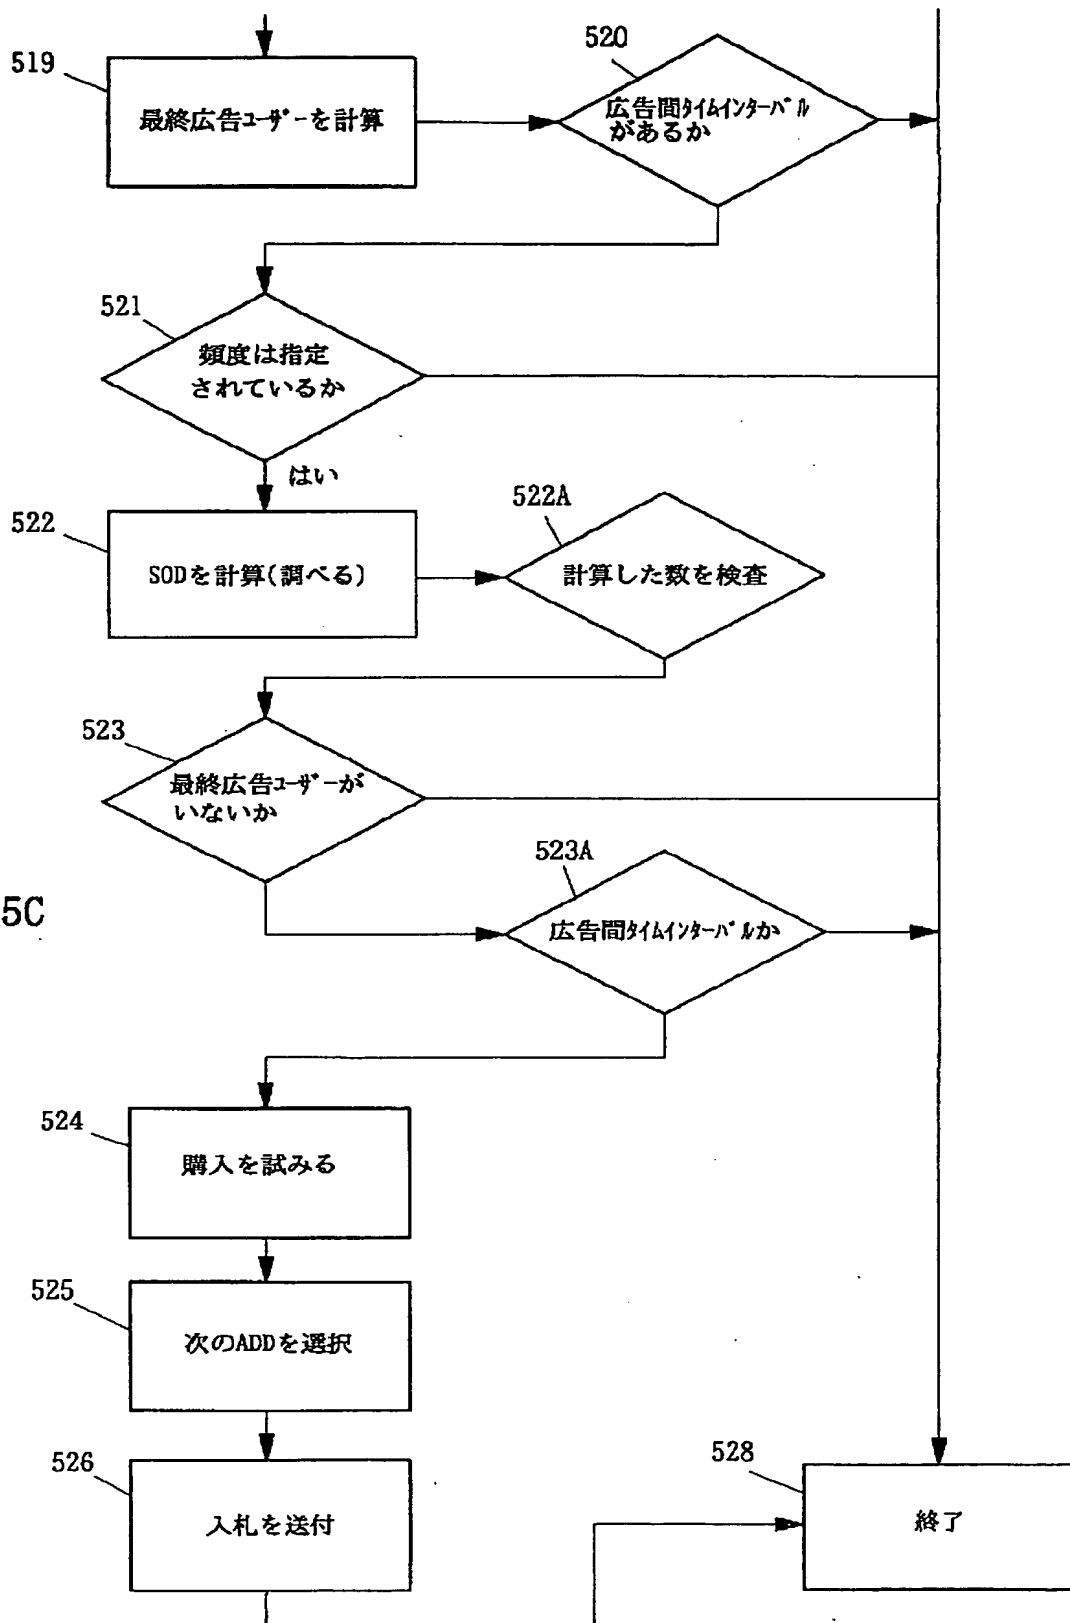 519
最終広告ユーザーを計算
520
広告間タイムインターバル
があるか
521
頻度は指定
されているか
はい
522
SODを計算(調べる)
522A
計算した数を検査
523
最終広告ユーザーが
いないか
523A
広告間タイムインターバルか
5C
524
購入を試みる
525
次のADDを選択
526
入札を送付
528
終了